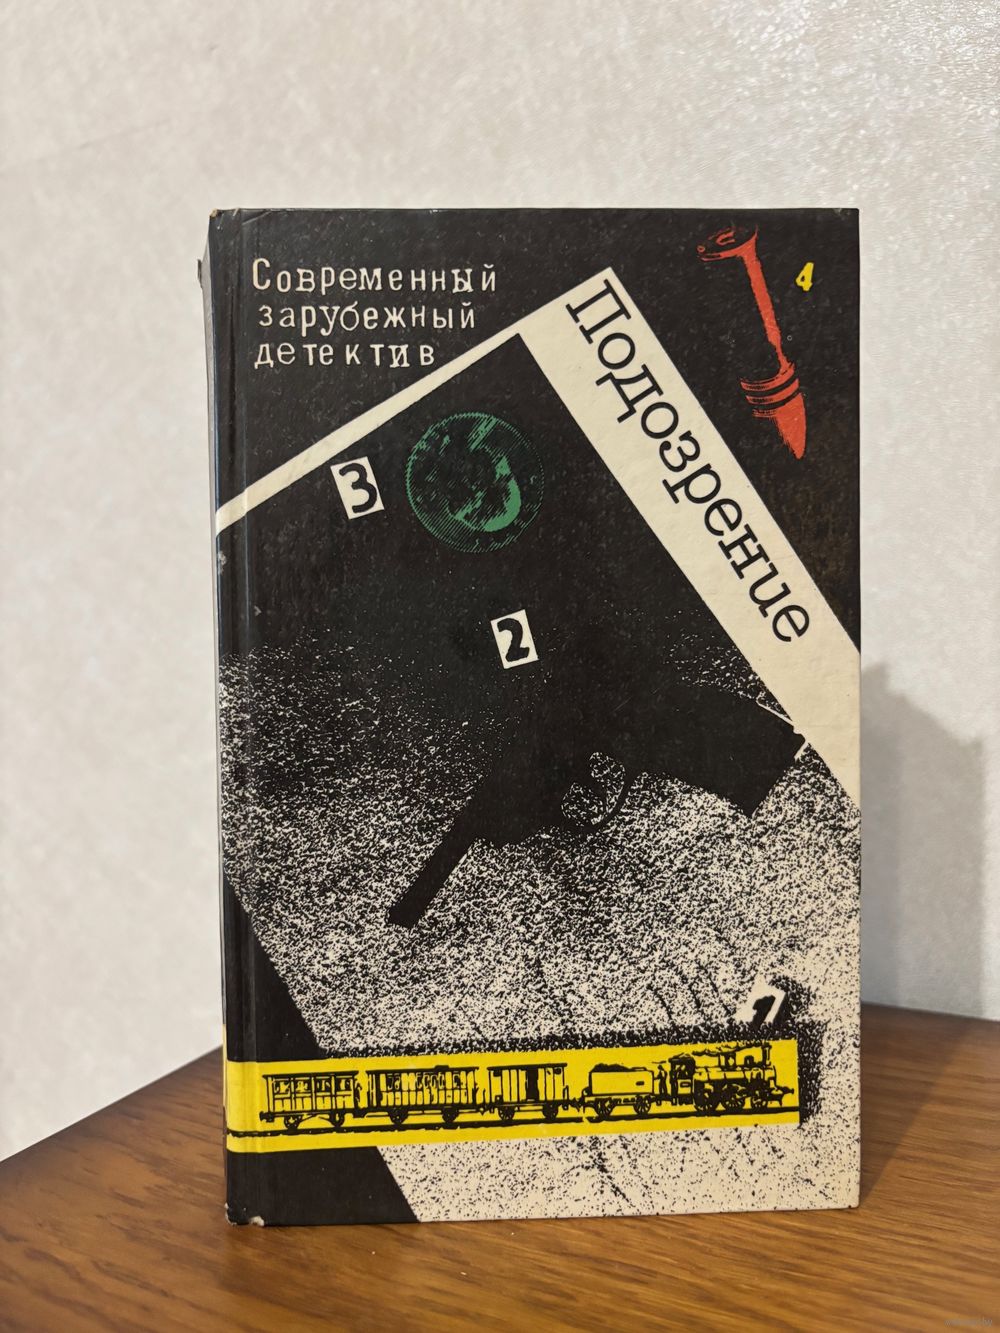 Современный
зарубежный
детектив
Подозрение
4
3
2
1